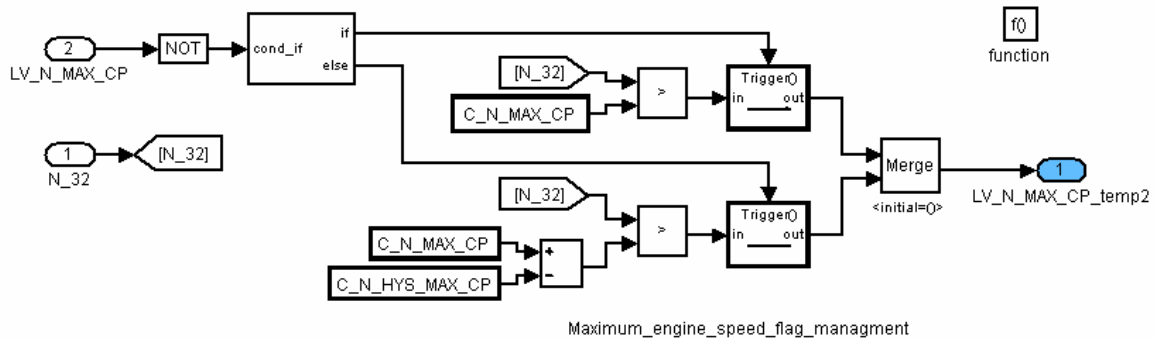 2
LV_N_MAX_CP
NOT
cond_if
if
else
[N_32]
C_N_MAX_CP
>
Trigger()
in
out
f()
function
1
N_32
[N_32]
Merge
<initial=0>
1
LV_N_MAX_CP_temp2
[N_32]
C_N_MAX_CP
C_N_HYS_MAX_CP
+
−
>
Trigger()
in
out
Maximum_engine_speed_flag_managment